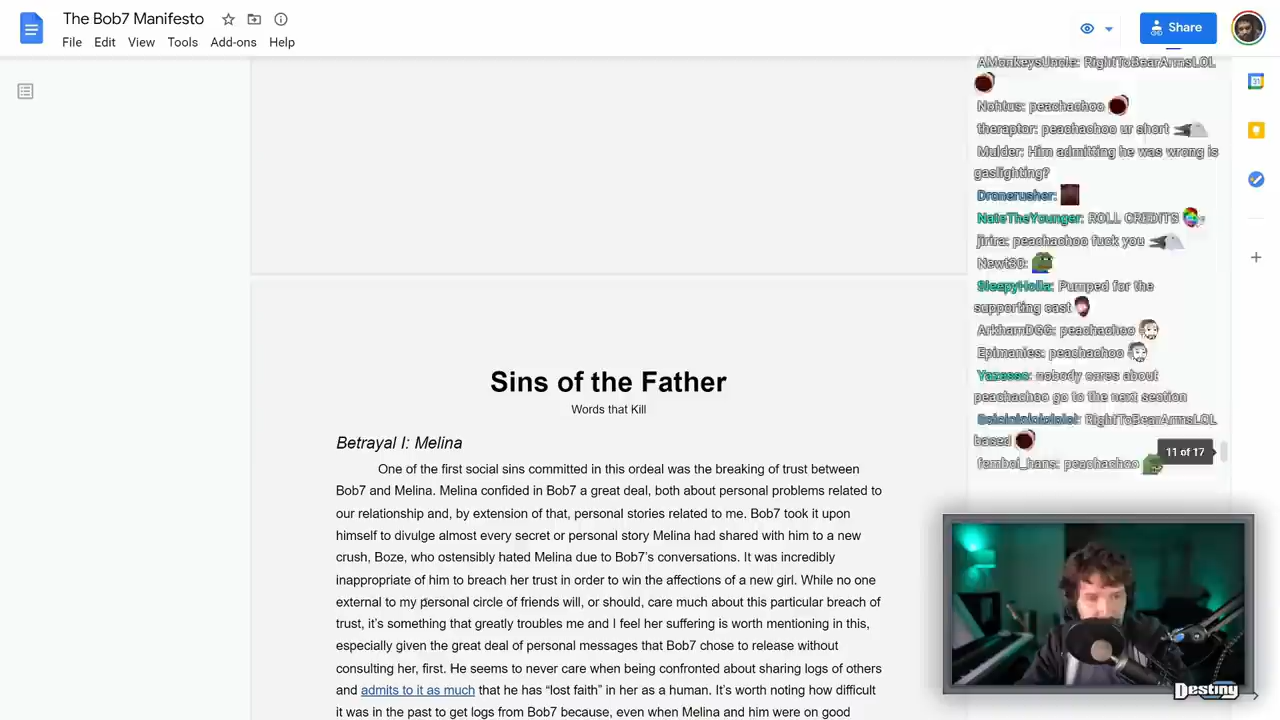 The Bob7 Manifesto
File Edit View Tools Add-ons Help
Share
Sins of the Father
Words that Kill
Betrayal I: Melina
One of the first social sins committed in this ordeal was the breaking of trust between
Bob7 and Melina. Melina confided in Bob7 a great deal, both about personal problems related to
our relationship and, by extension of that, personal stories related to me. Bob7 took it upon
himself to divulge almost every secret or personal story Melina had shared with him to a new
crush, Boze, who ostensibly hated Melina due to Bob7's conversations. It was incredibly
inappropriate of him to breach her trust in order to win the affections of a new girl. While no one
external to my personal circle of friends will, or should, care much about this particular breach of
trust, it's something that greatly troubles me and I feel her suffering is worth mentioning in this,
especially given the great deal of personal messages that Bob7 chose to release without
consulting her, first. He seems to never care when being confronted about sharing logs of others
and admits to it as much that he has “lost faith” in her as a human. It's worth noting how difficult
it was in the past to get logs from Bob7 because, even when Melina and him were on good
AMonkeysUncle: RightToBearArmsLOL
Nohtus: peachachoo
theraptor: peachachoo ur short
Mulder: Him admitting he was wrong is
gaslighting?
Dronerusher:
NateTheYounger: ROLL CREDITS
jirira: peachachoo fuck you
Newt30:
SleepyHolla: Pumped for the
supporting cast
ArkhamDGG: peachachoo
Epimanies: peachachoo
nobody cares about
peachachoo go to the next section
RightToBearArmsLOL
based
femboi_hans: peachachoo
11 of 17
31
Destiny